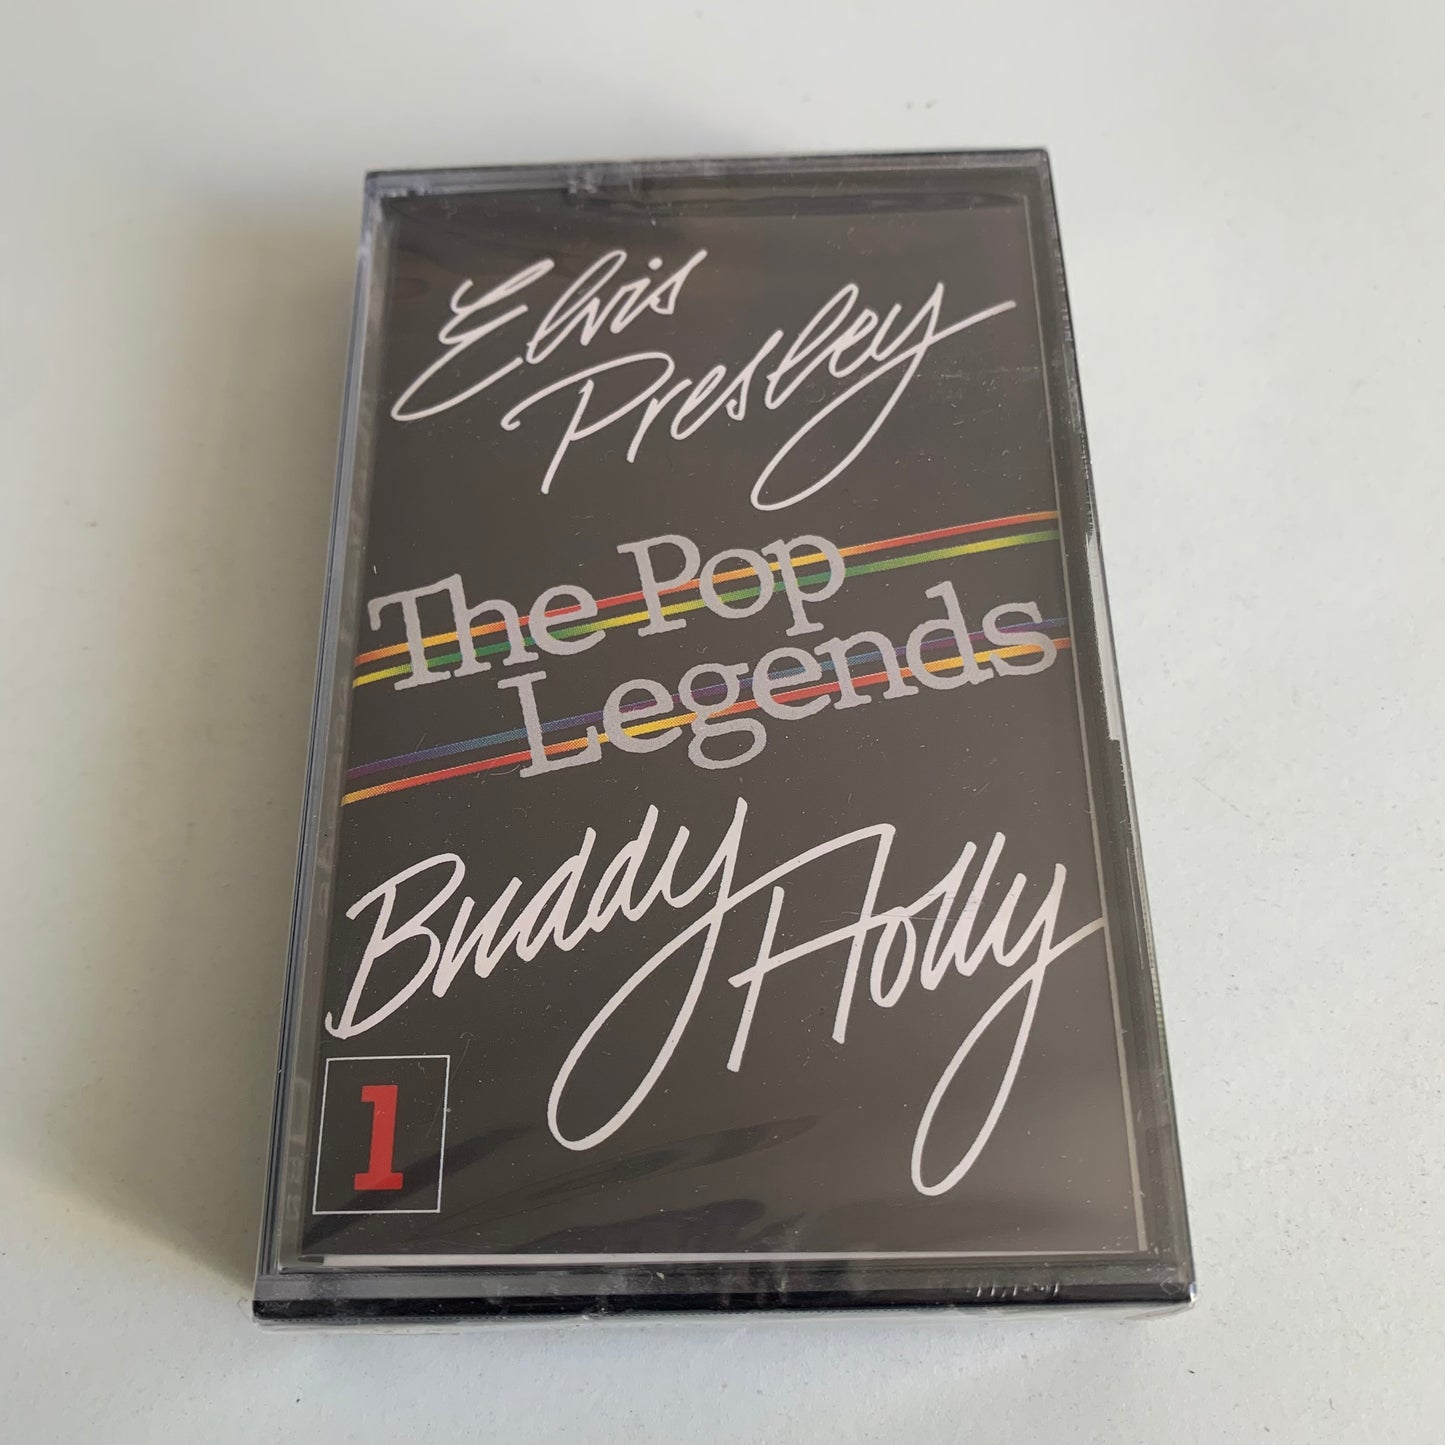 Elvis
Presley
The Pop
Legends
Buddy Holly
1